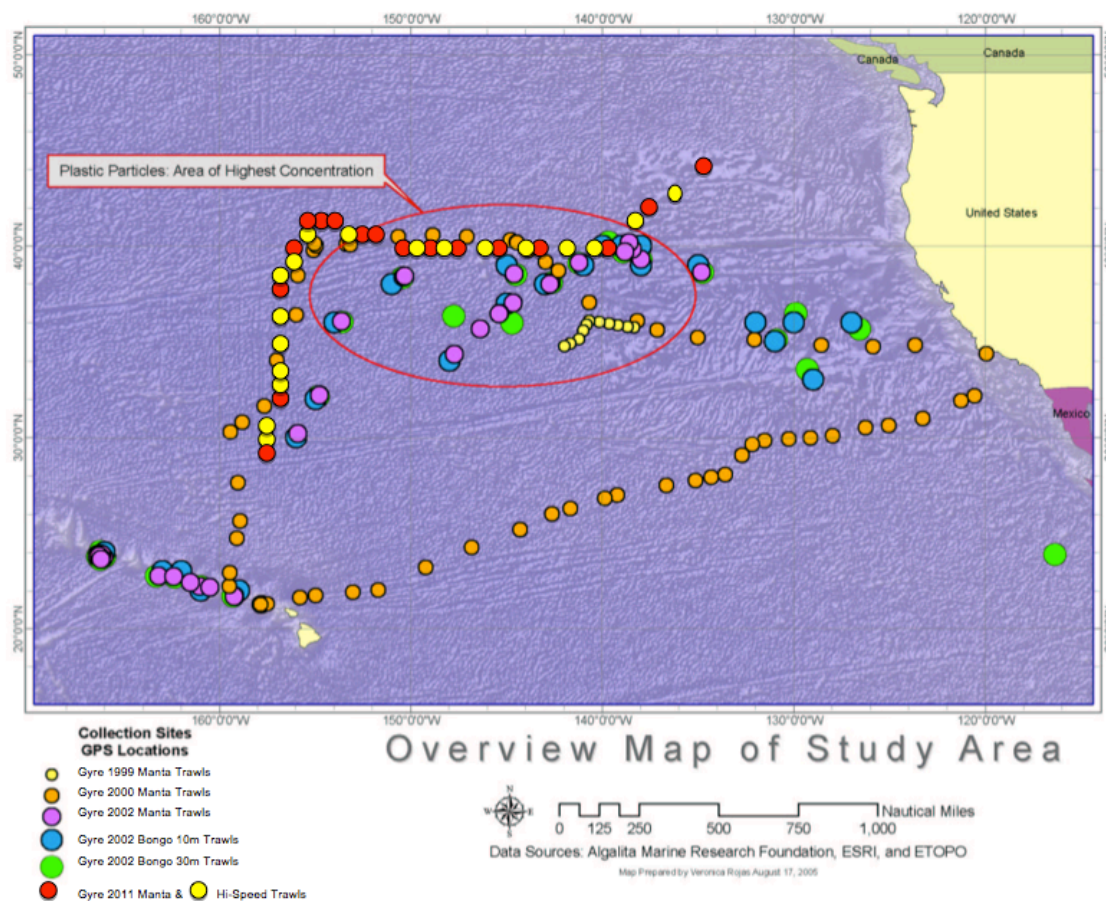 160°0'0"W 150°0'0"W 140°0'0"W 130°0'0"W 120°0'0"W
50°0'0"N
Canada
Canada
Plastic Particles: Area of Highest Concentration
United States
40°0'0"N
Mexico
30°0'0"N
20°0'0"N
160°0'0"W 150°0'0"W 140°0'0"W 130°0'0"W 120°0'0"W
Collection Sites
GPS Locations
Gyre 1999 Manta Trawls
Gyre 2000 Manta Trawls
Gyre 2002 Manta Trawls
Gyre 2002 Bongo 10m Trawls
Gyre 2002 Bongo 30m Trawls
Gyre 2011 Manta & Hi-Speed Trawls
Overview Map of Study Area
N
W E
S
Nautical Miles
0 125 250 500 750 1,000
Data Sources: Algalita Marine Research Foundation, ESRI, and ETOPO
Map Prepared by Veronica Rojas August 17, 2005